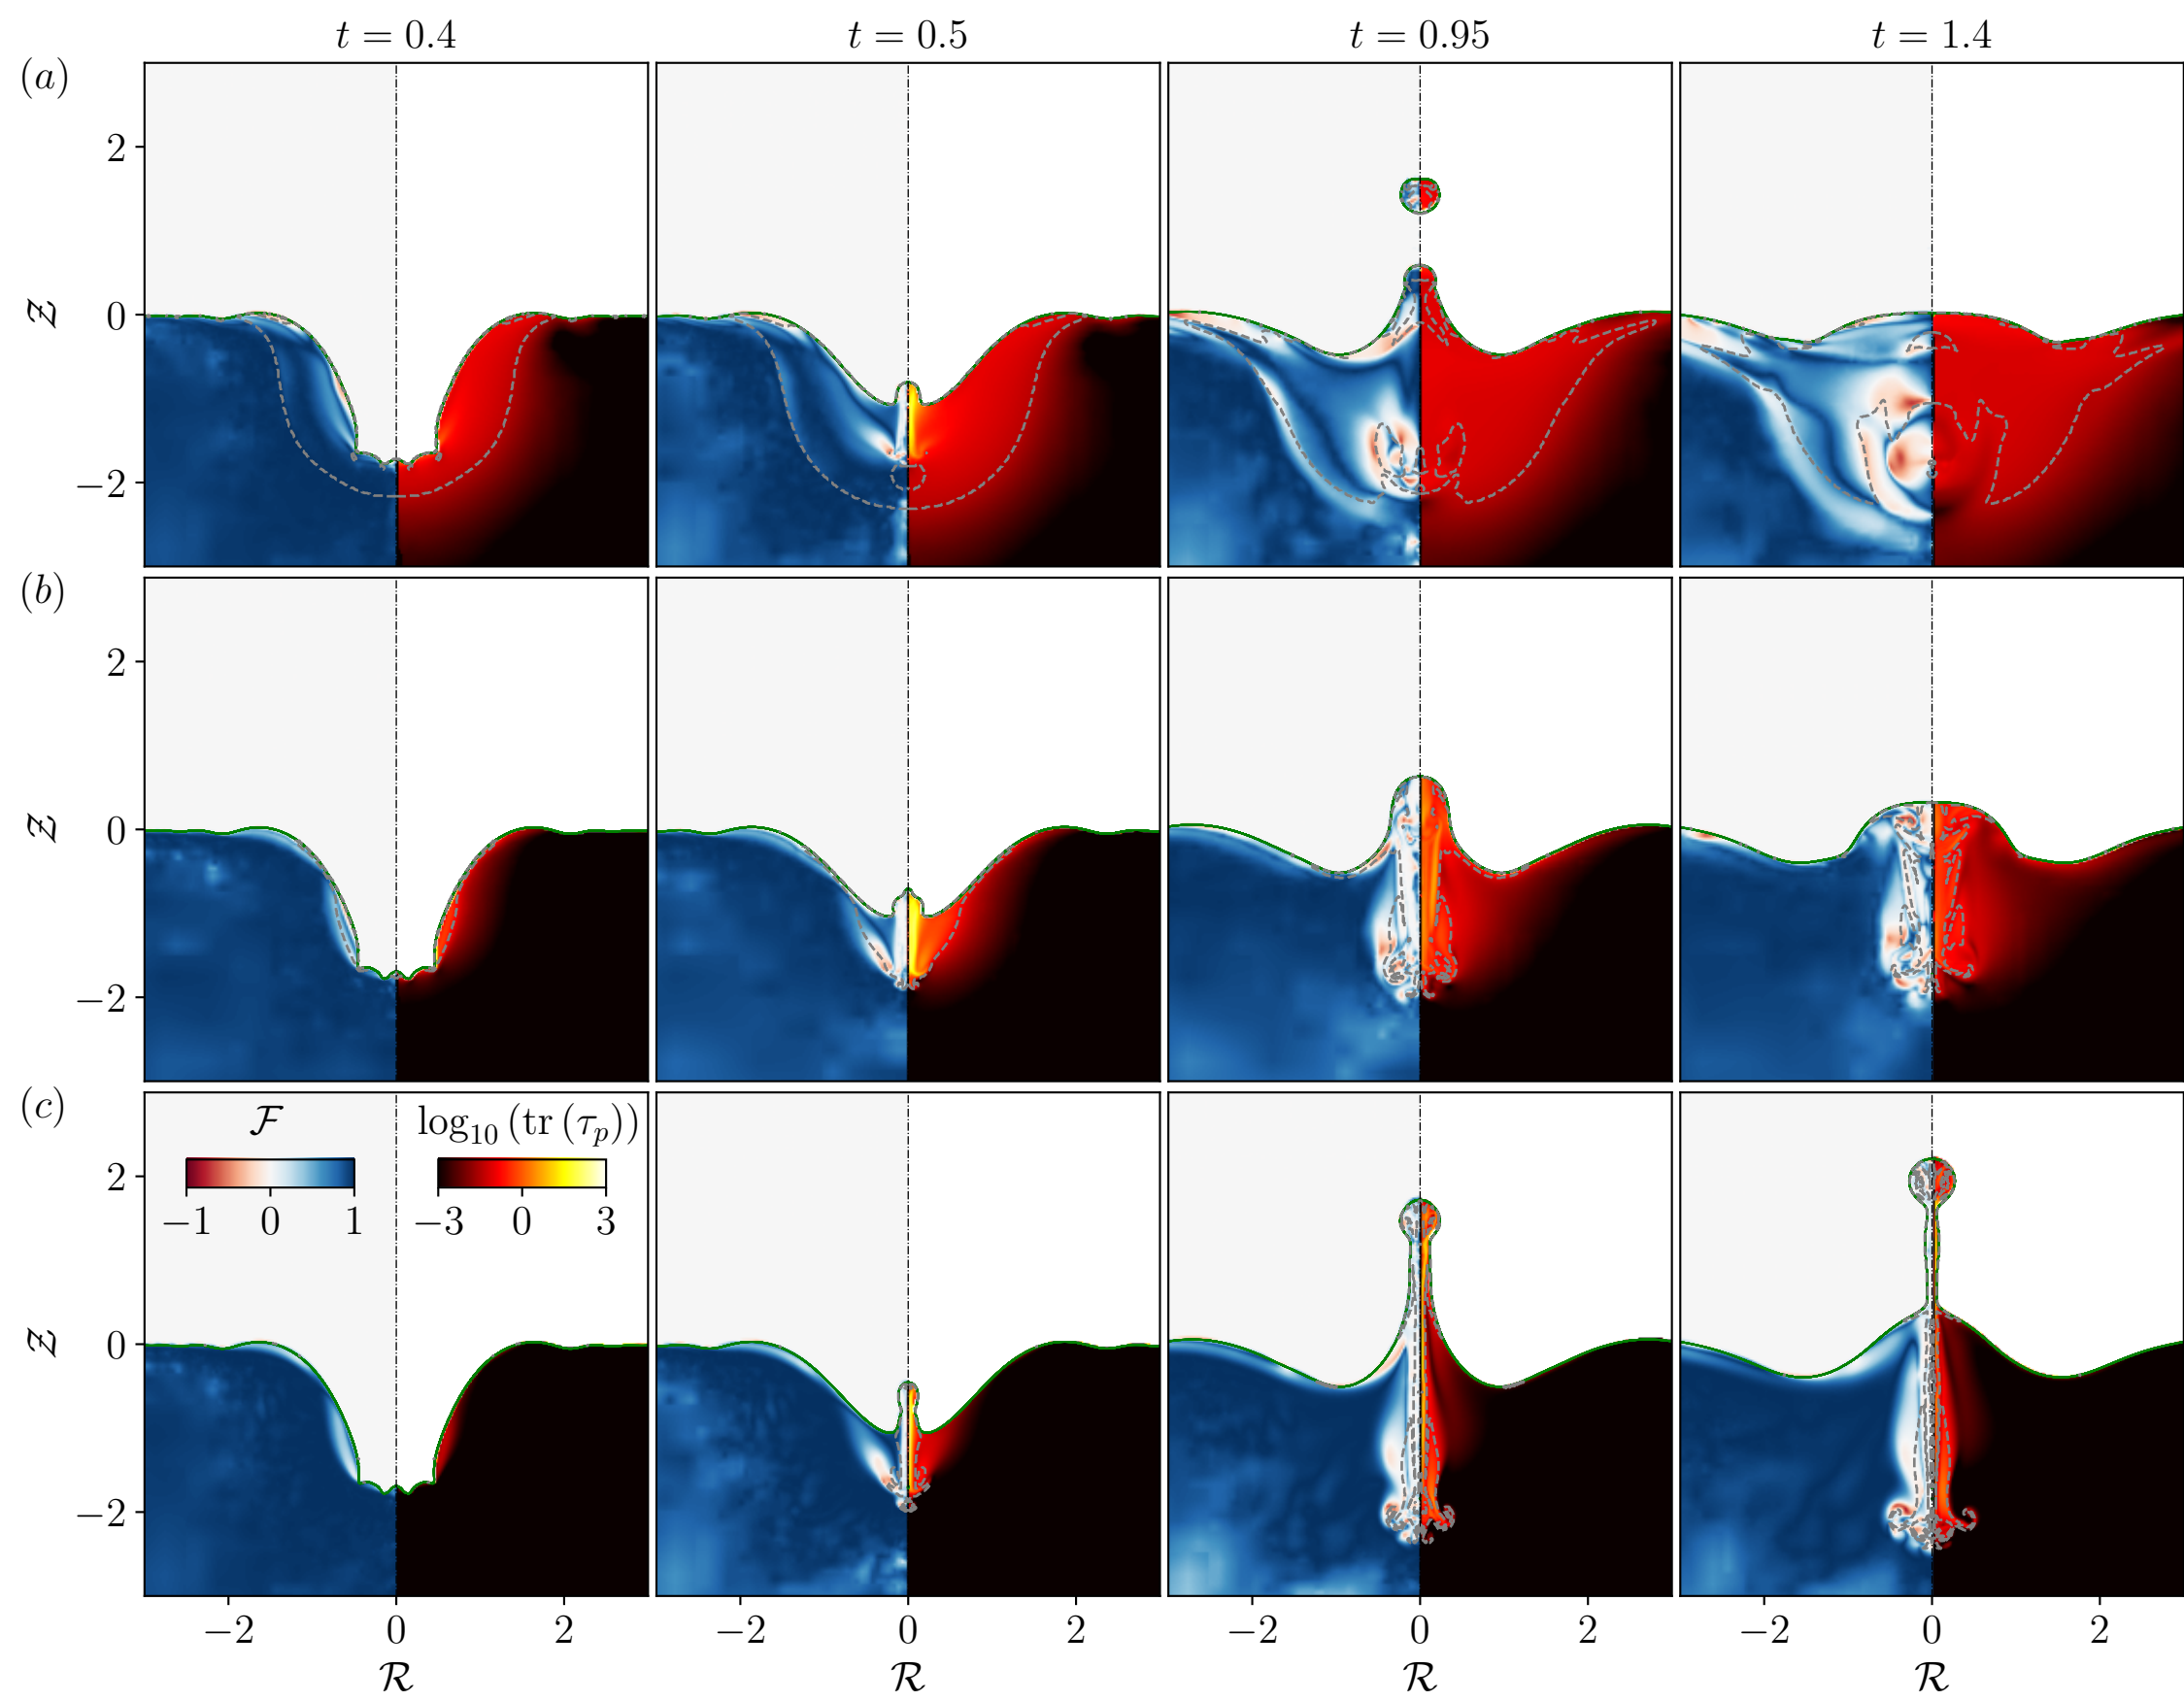 t = 0.4 t = 0.5 t = 0.95 t = 1.4
(a)
2
0
−2
𝒵
(b)
2
0
−2
𝒵
(c)
ℱ log₁₀ (tr (τₚ))
−1 0 1 −3 0 3
2
0
−2
𝒵
−2 0 2 −2 0 2 −2 0 2 −2 0 2
ℛ ℛ ℛ ℛ